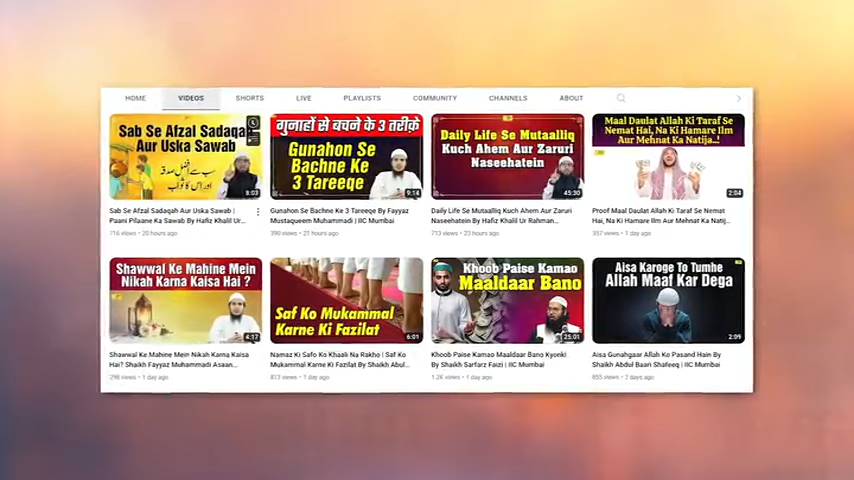 HOME VIDEOS SHORTS LIVE PLAYLISTS COMMUNITY CHANNELS ABOUT
Sab Se Afzal Sadaqah
Aur Uska Sawab
سب سے افضل صدقہ
اور اس کا ثواب
8:03
Sab Se Afzal Sadaqah Aur Uska Sawab |
Paani Pilaane Ka Sawab By Hafiz Khalil Ur...
716 views • 20 hours ago
गुनाहों से बचने के 3 तरीक़े
Gunahon Se
Bachne Ke
3 Tareeqe
9:14
Gunahon Se Bachne Ke 3 Tareeqe By Fayyaz
Mustaqeem Muhammadi | IIC Mumbai
390 views • 21 hours ago
Daily Life Se Mutaalliq
Kuch Ahem Aur Zaruri
Naseehatein
45:30
Daily Life Se Mutaalliq Kuch Ahem Aur Zaruri
Naseehatein By Hafiz Khalil Ur Rahman...
713 views • 23 hours ago
Maal Daulat Allah Ki Taraf Se
Nemat Hai, Na Ki Hamare Ilm
Aur Mehnat Ka Natija..!
2:04
Proof Maal Daulat Allah Ki Taraf Se Nemat
Hai, Na Ki Hamare Ilm Aur Mehnat Ka Natij...
357 views • 1 day ago
Shawwal Ke Mahine Mein
Nikah Karna Kaisa Hai ?
4:17
Shawwal Ke Mahine Mein Nikah Karna Kaisa
Hai? Shaikh Fayyaz Muhammadi Asaan...
298 views • 1 day ago
Saf Ko Mukammal
Karne Ki Fazilat
6:01
Namaz Ki Safo Ko Khaali Na Rakho | Saf Ko
Mukammal Karne Ki Fazilat By Shaikh Abul...
813 views • 1 day ago
Khoob Paise Kamao
Maaldaar Bano
25:01
Khoob Paise Kamao Maaldaar Bano Kyonki
By Shaikh Sarfarz Faizi | IIC Mumbai
1.2K views • 1 day ago
Aisa Karoge To Tumhe
Allah Maaf Kar Dega
2:09
Aisa Gunahgaar Allah Ko Pasand Hain By
Shaikh Abdul Baari Shafeeq | IIC Mumbai
855 views • 2 days ago